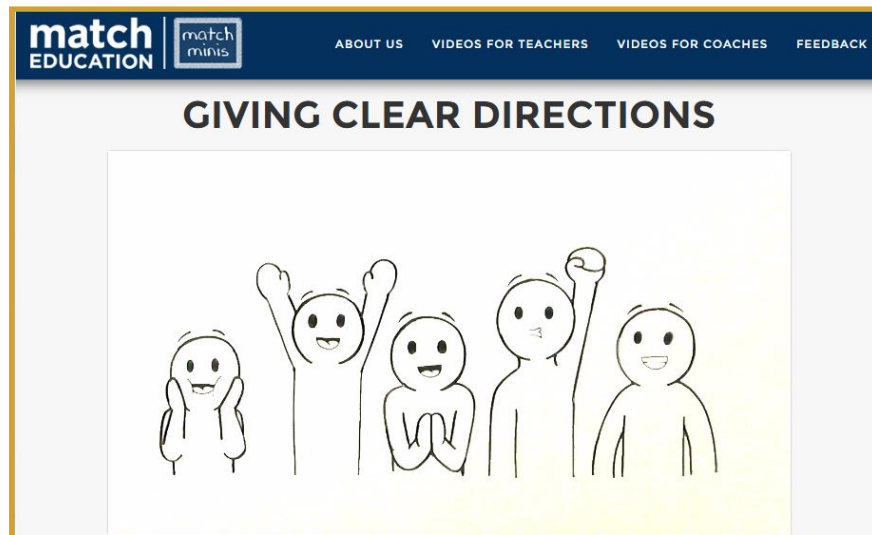 match
EDUCATION
match
minis
ABOUT US VIDEOS FOR TEACHERS VIDEOS FOR COACHES FEEDBACK
GIVING CLEAR DIRECTIONS